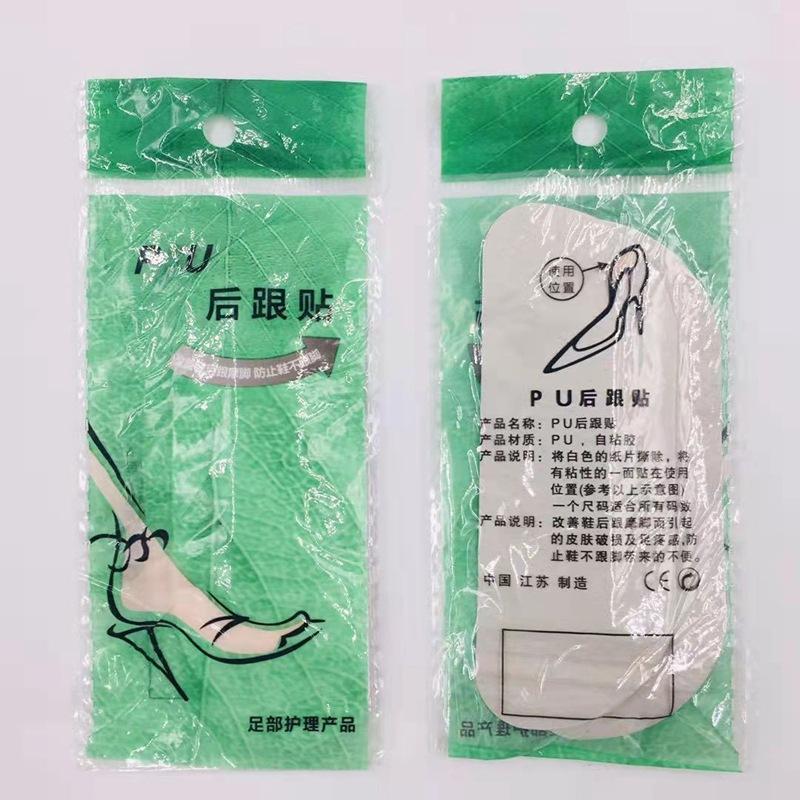 PU
后跟贴
后跟磨脚 防止鞋不跟脚
足部护理产品
使用
位置
PU后跟贴
产品名称：PU后跟贴
产品材质：PU，自粘胶
产品说明：将白色的纸片撕除，将
有粘性的一面贴在使用
位置(参考以上示意图)
一个尺码适合所有码数
产品说明：改善鞋后跟磨脚而引起
的皮肤破损及足疼感,防
止鞋不跟脚带来的不便。
中国 江苏 制造
CE